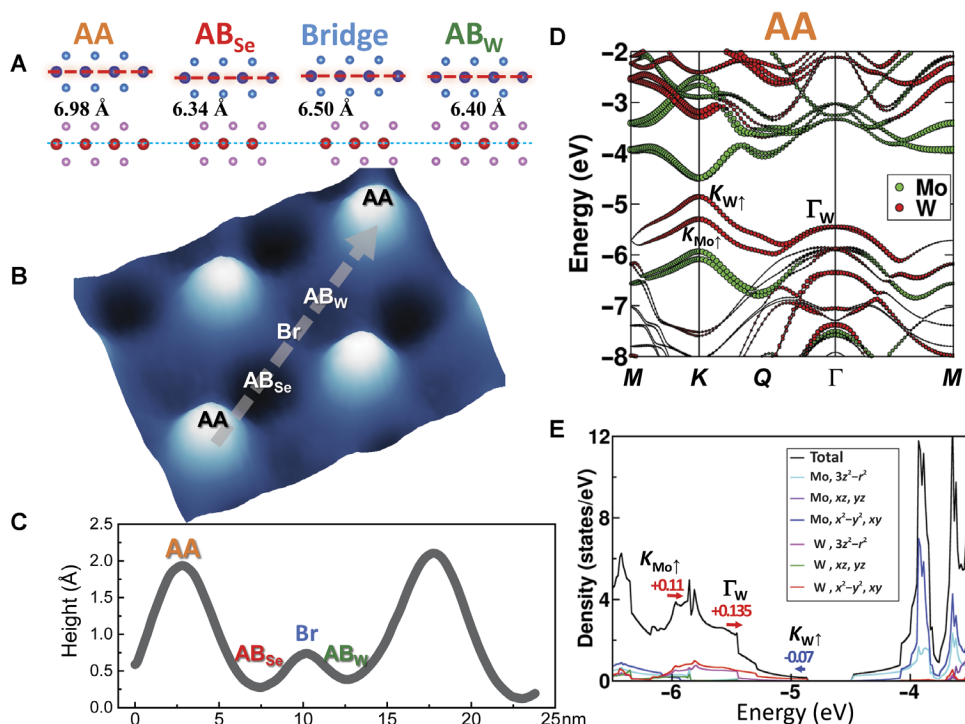 A
AA
AB_Se
Bridge
AB_W
6.98 Å
6.34 Å
6.50 Å
6.40 Å
B
AA
AB_W
Br
AB_Se
AA
C
2.5
2.0
1.5
1.0
0.5
0.0
Height (Å)
AA
AB_Se
Br
AB_W
0 5 10 15 20 25nm
D
AA
-2
-3
-4
-5
-6
-7
-8
Energy (eV)
K_W↑
K_Mo↑
Γ_W
Mo
W
M K Q Γ M
E
12
8
4
0
Density (states/eV)
Total
Mo, 3z²−r²
Mo, xz, yz
Mo, x²−y², xy
W , 3z²−r²
W , xz, yz
W , x²−y², xy
K_Mo↑
+0.11
Γ_W
+0.135
K_W↑
-0.07
-6 -5 -4
Energy (eV)